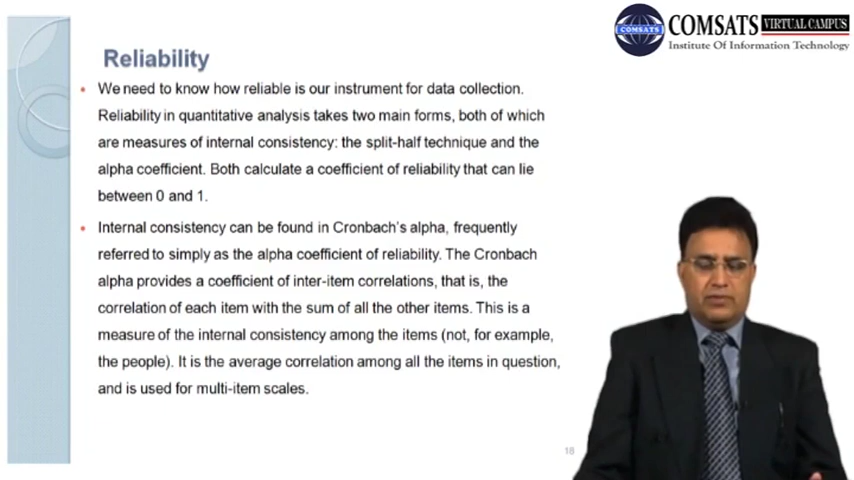 COMSATS VIRTUAL CAMPUS
COMSATS
Institute Of Information Technology
Reliability
• We need to know how reliable is our instrument for data collection.
Reliability in quantitative analysis takes two main forms, both of which
are measures of internal consistency: the split-half technique and the
alpha coefficient. Both calculate a coefficient of reliability that can lie
between 0 and 1.
• Internal consistency can be found in Cronbach's alpha, frequently
referred to simply as the alpha coefficient of reliability. The Cronbach
alpha provides a coefficient of inter-item correlations, that is, the
correlation of each item with the sum of all the other items. This is a
measure of the internal consistency among the items (not, for example,
the people). It is the average correlation among all the items in question,
and is used for multi-item scales.
18